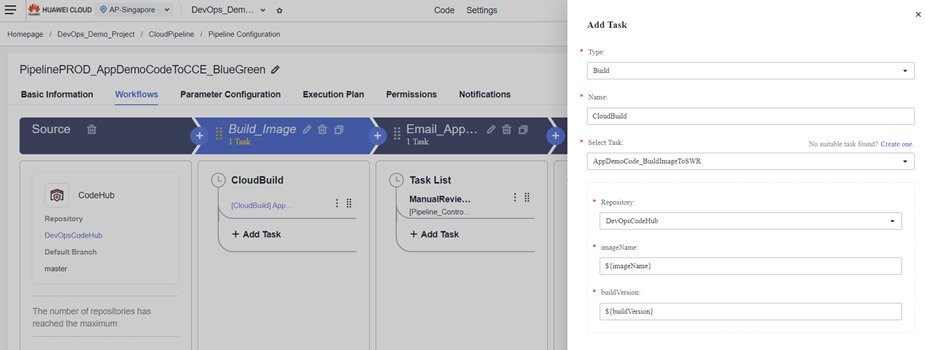 HUAWEI CLOUD AP-Singapore DevOps_Dem... Code Settings
Homepage / DevOps_Demo_Project / CloudPipeline / Pipeline Configuration
PipelinePROD_AppDemoCodeToCCE_BlueGreen
Basic Information Workflows Parameter Configuration Execution Plan Permissions Notifications
Source
Build_Image
1 Task
Email_App...
1 Task
CodeHub
Repository
DevOpsCodeHub
Default Branch
master
The number of repositories has
reached the maximum
CloudBuild
[CloudBuild] App...
+ Add Task
Task List
ManualRevie...
[Pipeline_Contro...
+ Add Task
Add Task
* Type:
Build
* Name:
CloudBuild
* Select Task: No suitable task found? Create one.
AppDemoCode_BuildImageToSWR
* Repository:
DevOpsCodeHub
* imageName:
${imageName}
* buildVersion:
${buildVersion}